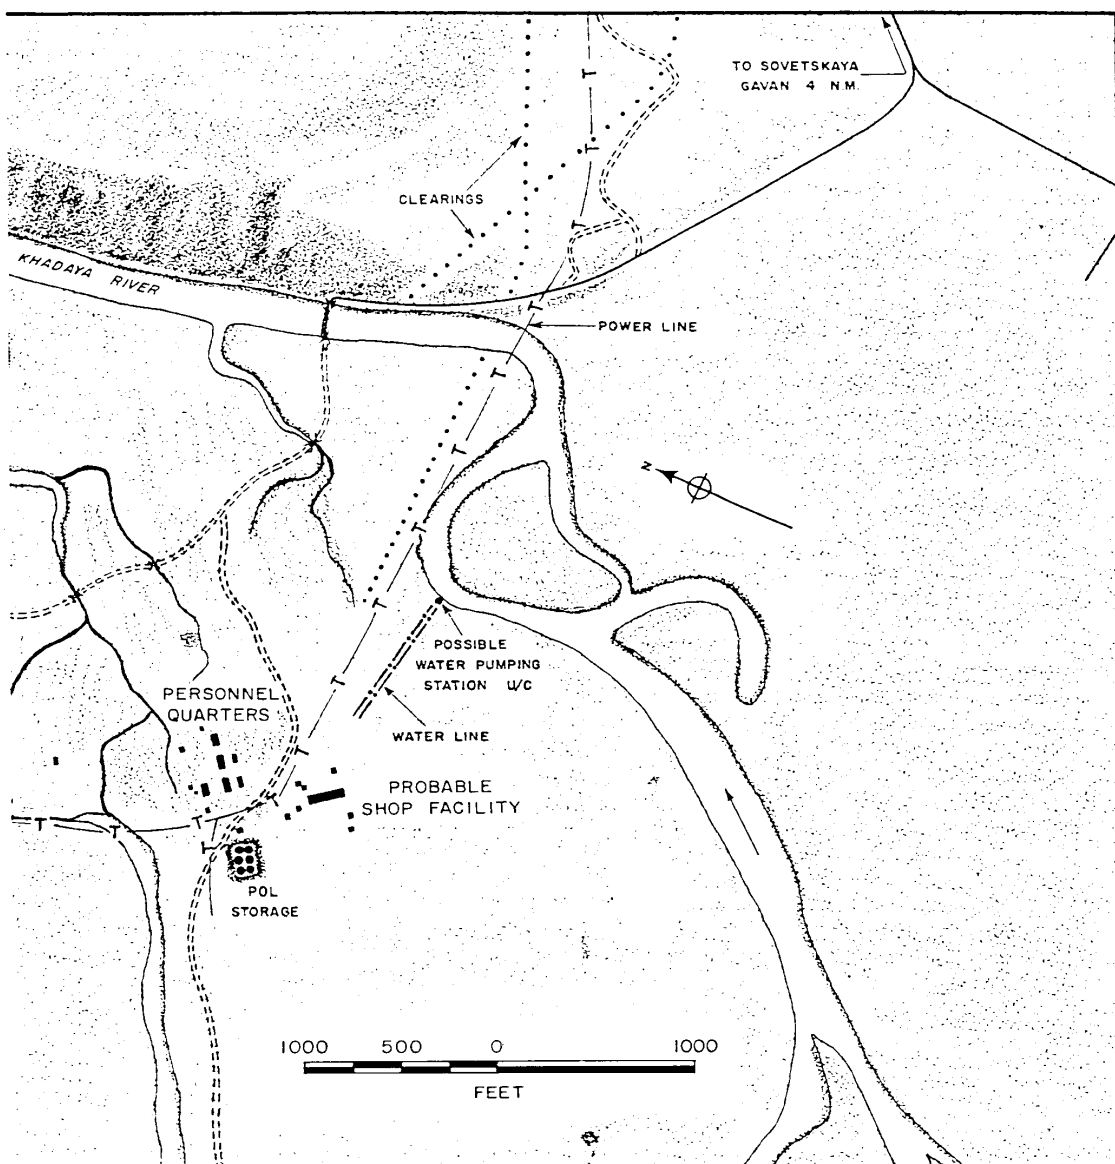 TO SOVETSKAYA
GAVAN 4 N.M.
CLEARINGS
KHADAYA RIVER
POWER LINE
N
POSSIBLE
WATER PUMPING
STATION U/C
PERSONNEL
QUARTERS
WATER LINE
PROBABLE
SHOP FACILITY
POL
STORAGE
1000 500 0 1000
FEET